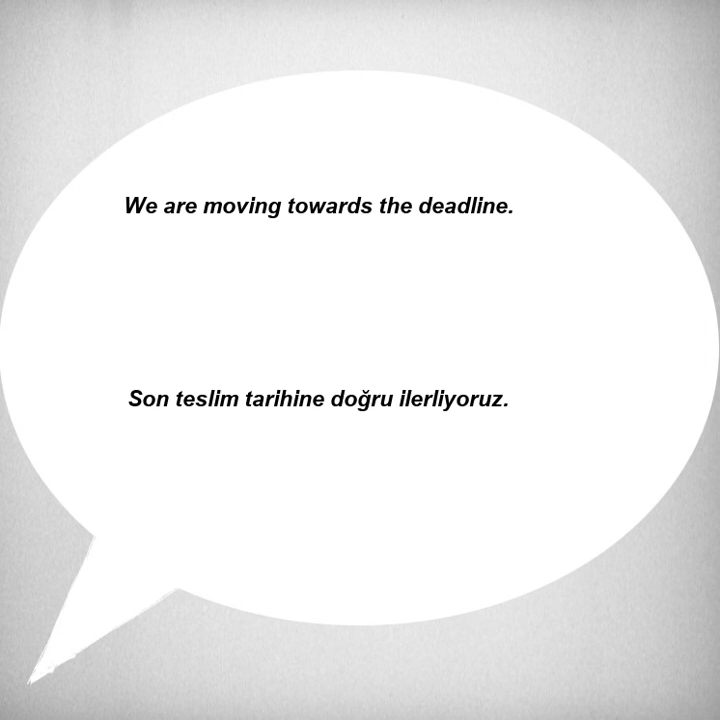 We are moving towards the deadline.
Son teslim tarihine doğru ilerliyoruz.